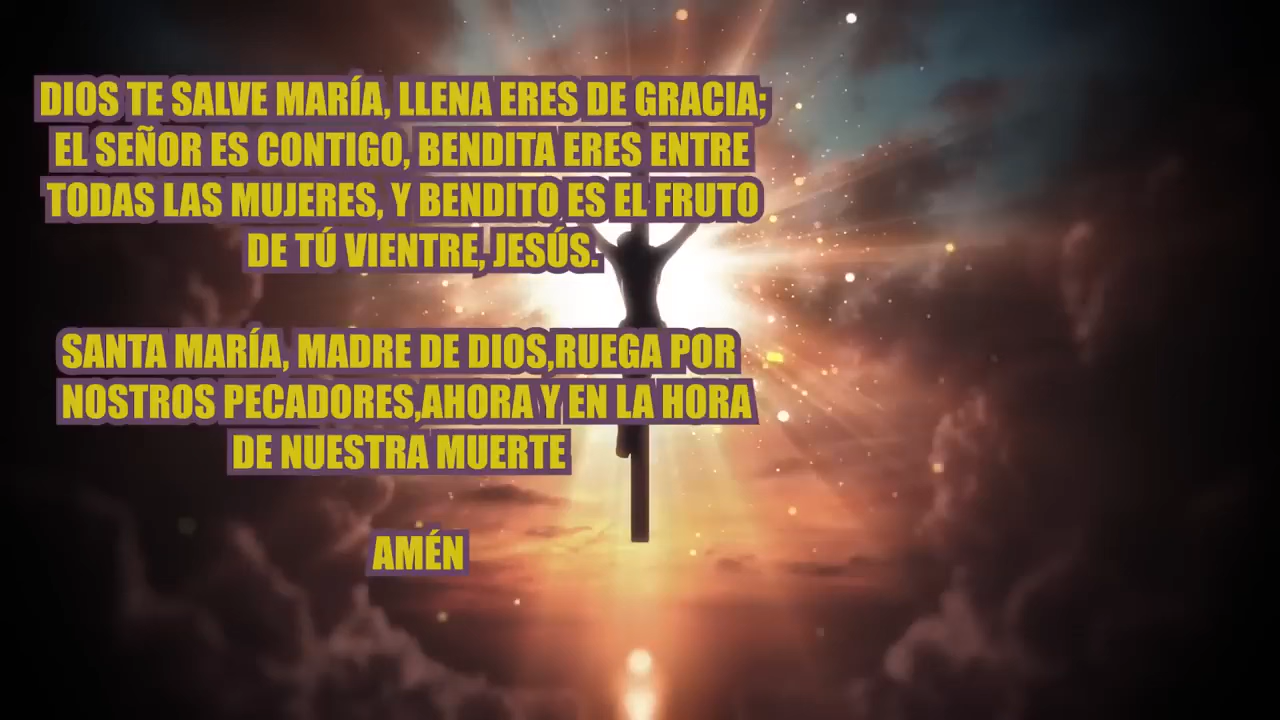 DIOS TE SALVE MARÍA, LLENA ERES DE GRACIA;
EL SEÑOR ES CONTIGO, BENDITA ERES ENTRE
TODAS LAS MUJERES, Y BENDITO ES EL FRUTO
DE TÚ VIENTRE, JESÚS.
SANTA MARÍA, MADRE DE DIOS,RUEGA POR
NOSTROS PECADORES,AHORA Y EN LA HORA
DE NUESTRA MUERTE
AMÉN